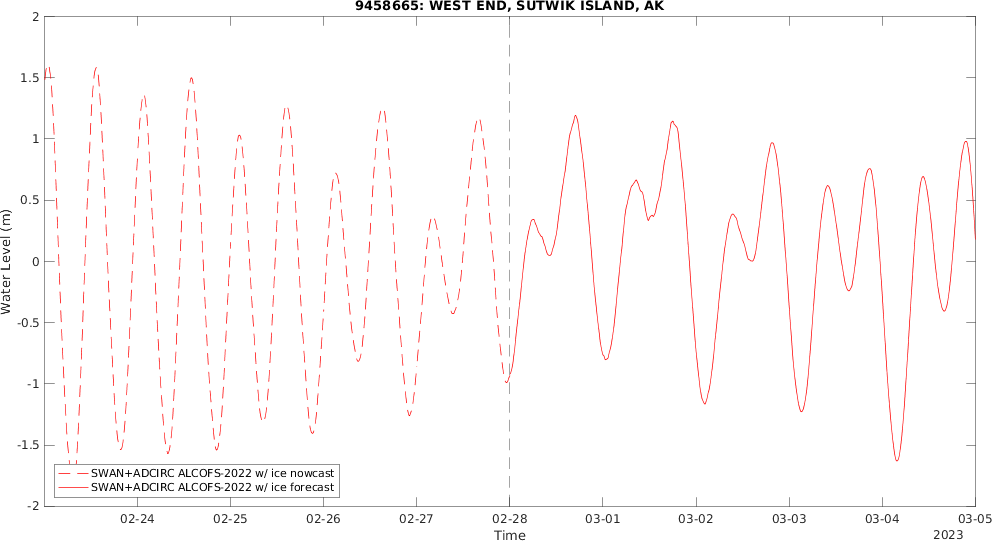 9458665: WEST END, SUTWIK ISLAND, AK
2
1.5
1
0.5
0
-0.5
-1
-1.5
-2
Water Level (m)
SWAN+ADCIRC ALCOFS-2022 w/ ice nowcast
SWAN+ADCIRC ALCOFS-2022 w/ ice forecast
02-24 02-25 02-26 02-27 02-28 03-01 03-02 03-03 03-04 03-05
Time
2023